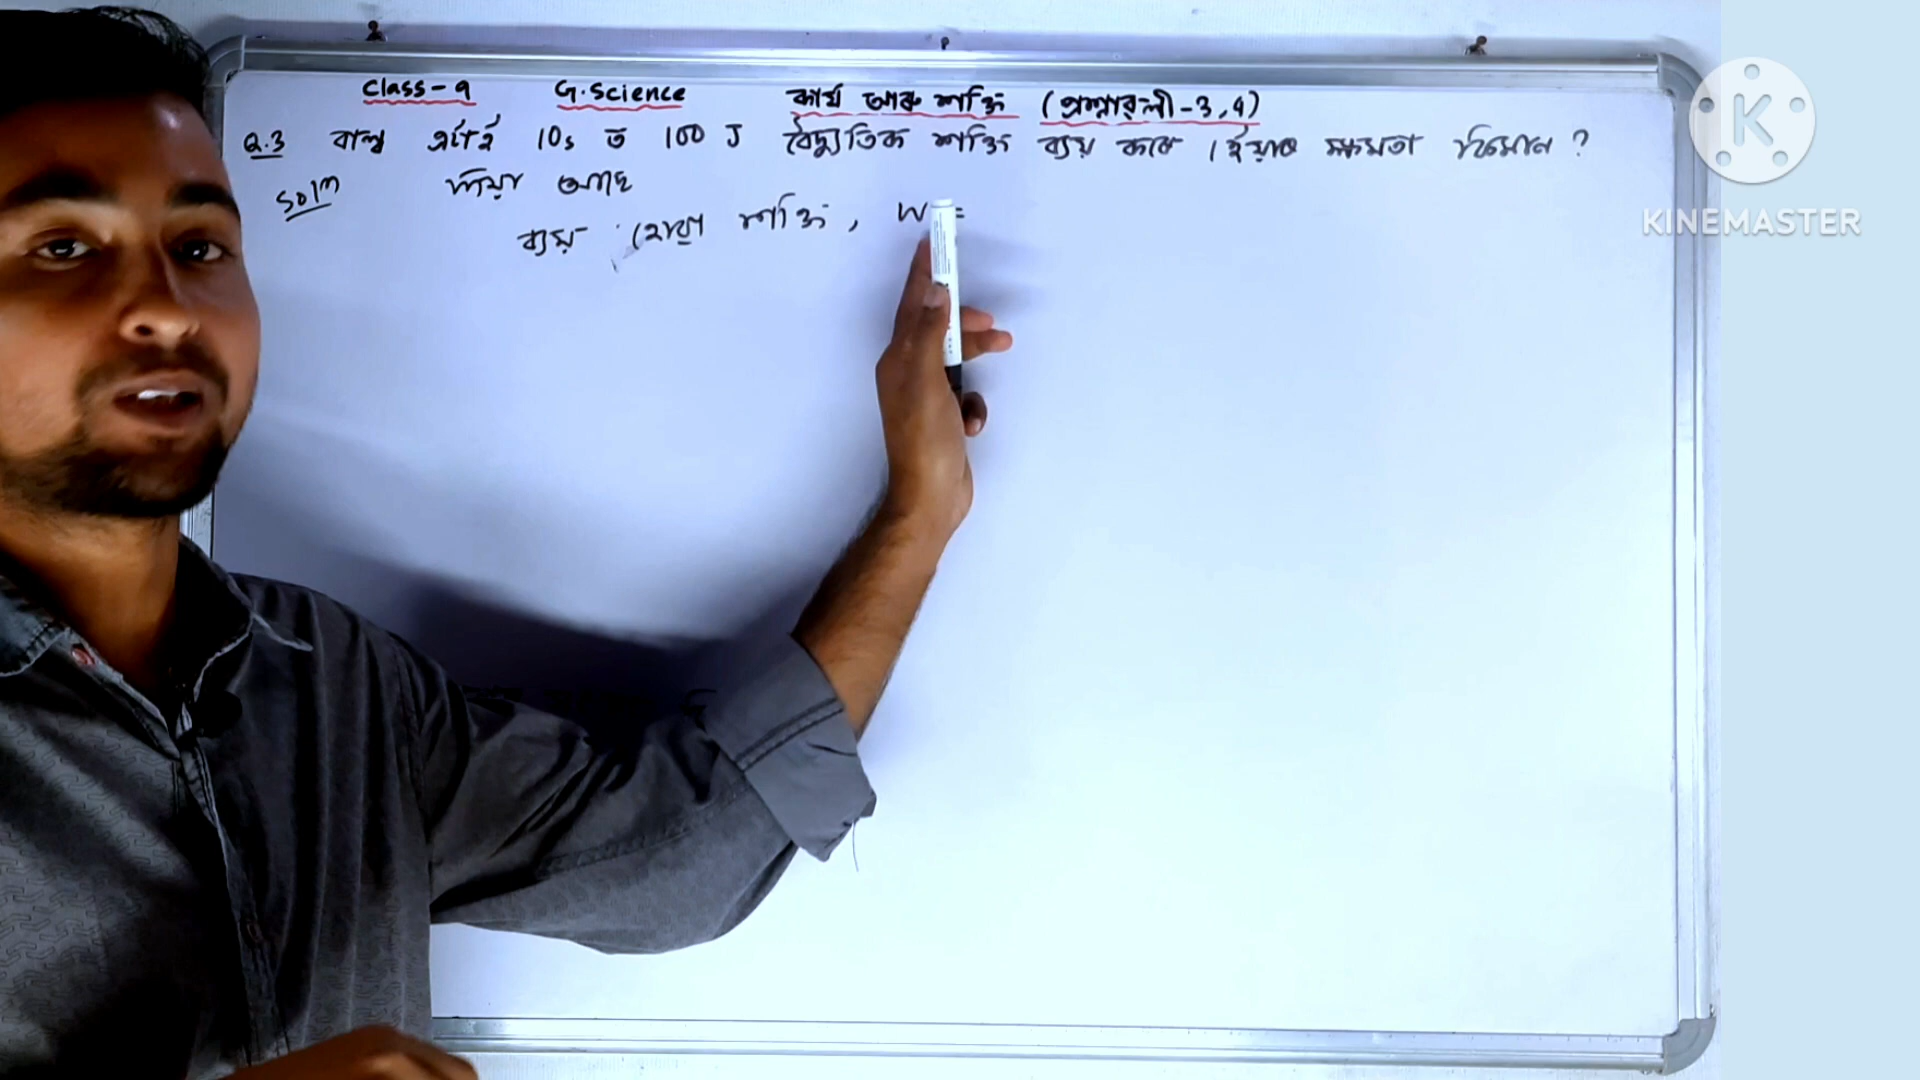 Class-9 G.Science কাৰ্য আৰু শক্তি (প্ৰশ্নাৱলী-3,4)
Q.3 বাল্ব এটাই 10s ত 100 J বৈদ্যুতিক শক্তি ব্যয় কৰে । ইয়াৰ ক্ষমতা কিমান ?
Soln দিয়া আছে
ব্যয় হোৱা শক্তি, W =
K
KINEMASTER